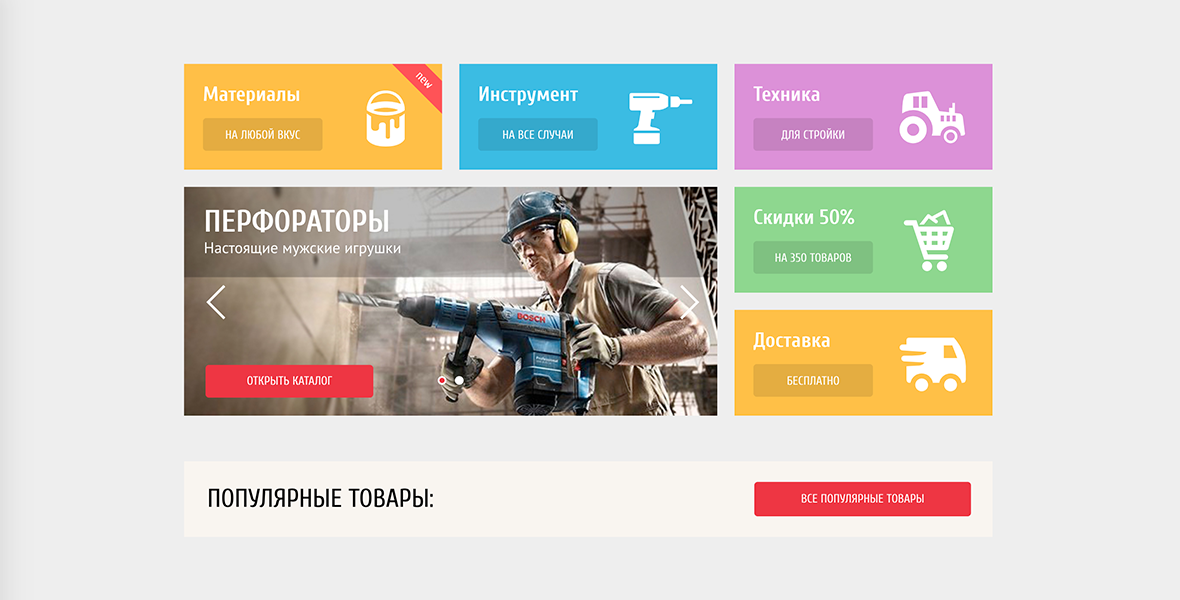 Материалы
new
НА ЛЮБОЙ ВКУС
Инструмент
НА ВСЕ СЛУЧАИ
Техника
ДЛЯ СТРОЙКИ
ПЕРФОРАТОРЫ
Настоящие мужские игрушки
BOSCH
Professional
ОТКРЫТЬ КАТАЛОГ
Скидки 50%
НА 350 ТОВАРОВ
Доставка
БЕСПЛАТНО
ПОПУЛЯРНЫЕ ТОВАРЫ:
ВСЕ ПОПУЛЯРНЫЕ ТОВАРЫ